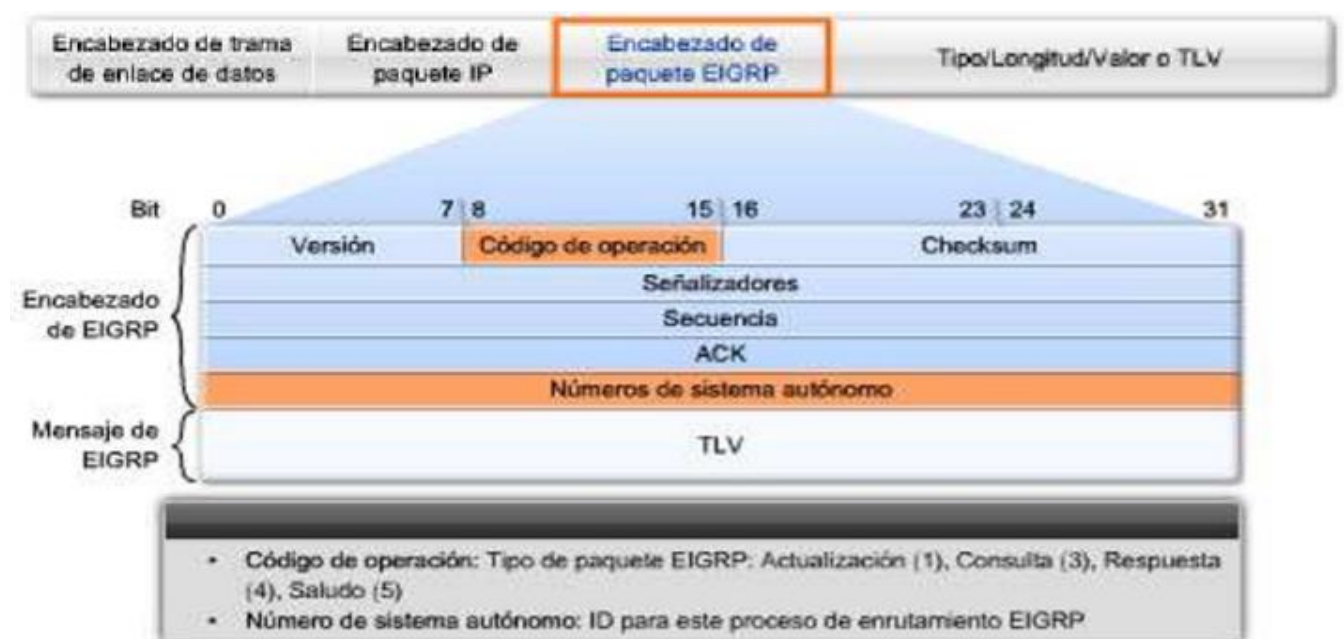 Encabezado de trama
de enlace de datos
Encabezado de
paquete IP
Encabezado de
paquete EIGRP
Tipo/Longitud/Valor o TLV
Bit 0 7 8 15 16 23 24 31
Versión Código de operación Checksum
Señalizadores
Secuencia
ACK
Números de sistema autónomo
Encabezado
de EIGRP
TLV
Mensaje de
EIGRP
• Código de operación: Tipo de paquete EIGRP: Actualización (1), Consulta (3), Respuesta
(4), Saludo (5)
• Número de sistema autónomo: ID para este proceso de enrutamiento EIGRP